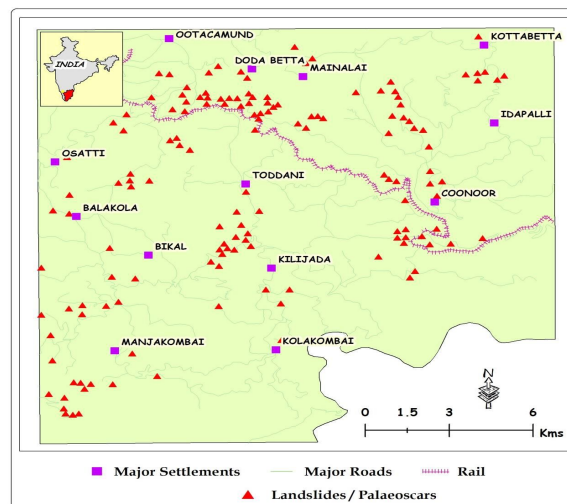 OOTACAMUND
KOTTABETTA
INDIA
DODA BETTA
MAINALAI
IDAPALLI
OSATTI
TODDANI
COONOOR
BALAKOLA
BIKAL
KILIJADA
MANJAKOMBAI
KOLAKOMBAI
N
0 1.5 3 6
Kms
Major Settlements Major Roads Rail
Landslides / Palaeoscars